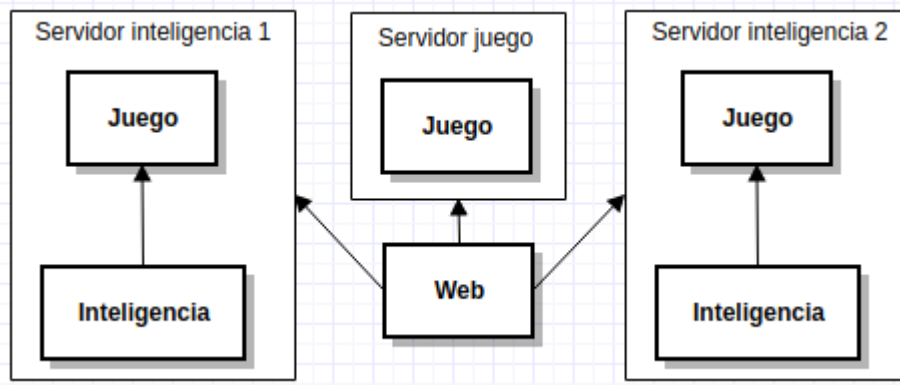 Servidor inteligencia 1
Juego
Inteligencia
Servidor juego
Juego
Web
Servidor inteligencia 2
Juego
Inteligencia